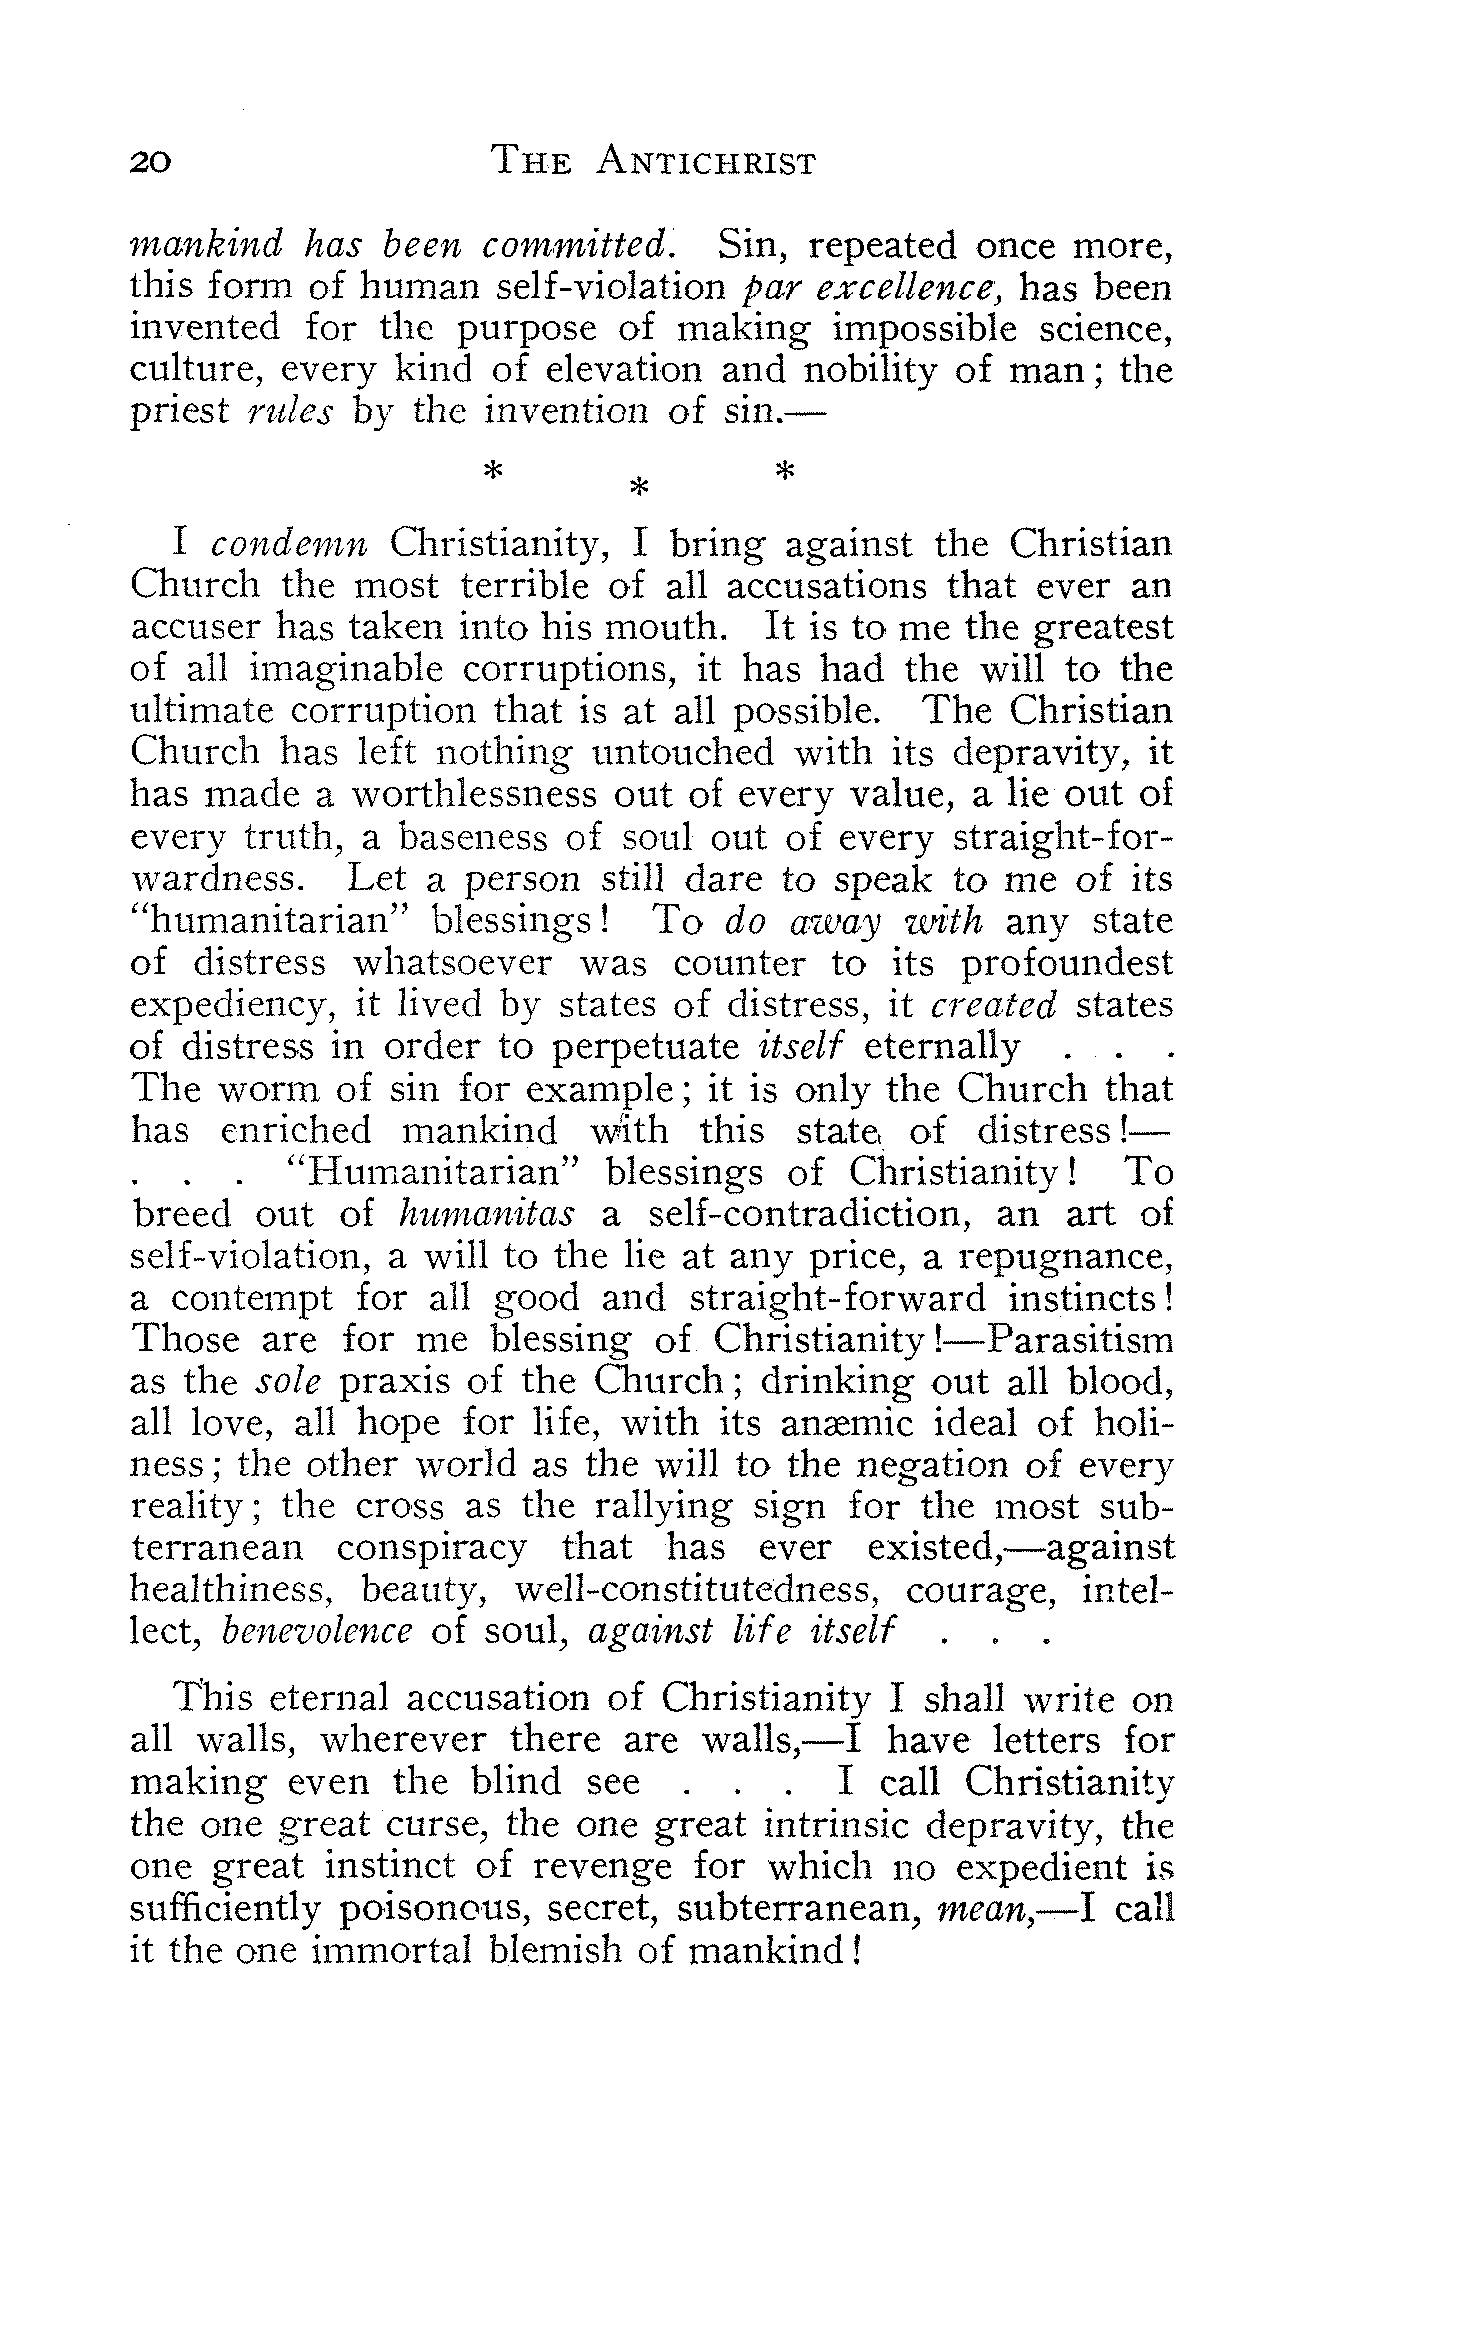 20 THE ANTICHRIST
mankind has been committed. Sin, repeated once more,
this form of human self-violation par excellence, has been
invented for the purpose of making impossible science,
culture, every kind of elevation and nobility of man; the
priest rules by the invention of sin.—
* * *
I condemn Christianity, I bring against the Christian
Church the most terrible of all accusations that ever an
accuser has taken into his mouth. It is to me the greatest
of all imaginable corruptions, it has had the will to the
ultimate corruption that is at all possible. The Christian
Church has left nothing untouched with its depravity, it
has made a worthlessness out of every value, a lie out of
every truth, a baseness of soul out of every straight-for-
wardness. Let a person still dare to speak to me of its
“humanitarian” blessings! To do away with any state
of distress whatsoever was counter to its profoundest
expediency, it lived by states of distress, it created states
of distress in order to perpetuate itself eternally . . .
The worm of sin for example; it is only the Church that
has enriched mankind with this state of distress!—
. . . “Humanitarian” blessings of Christianity! To
breed out of humanitas a self-contradiction, an art of
self-violation, a will to the lie at any price, a repugnance,
a contempt for all good and straight-forward instincts!
Those are for me blessing of Christianity!—Parasitism
as the sole praxis of the Church; drinking out all blood,
all love, all hope for life, with its anæmic ideal of holi-
ness; the other world as the will to the negation of every
reality; the cross as the rallying sign for the most sub-
terranean conspiracy that has ever existed,—against
healthiness, beauty, well-constitutedness, courage, intel-
lect, benevolence of soul, against life itself . . .
This eternal accusation of Christianity I shall write on
all walls, wherever there are walls,—I have letters for
making even the blind see . . . I call Christianity
the one great curse, the one great intrinsic depravity, the
one great instinct of revenge for which no expedient is
sufficiently poisonous, secret, subterranean, mean,—I call
it the one immortal blemish of mankind!